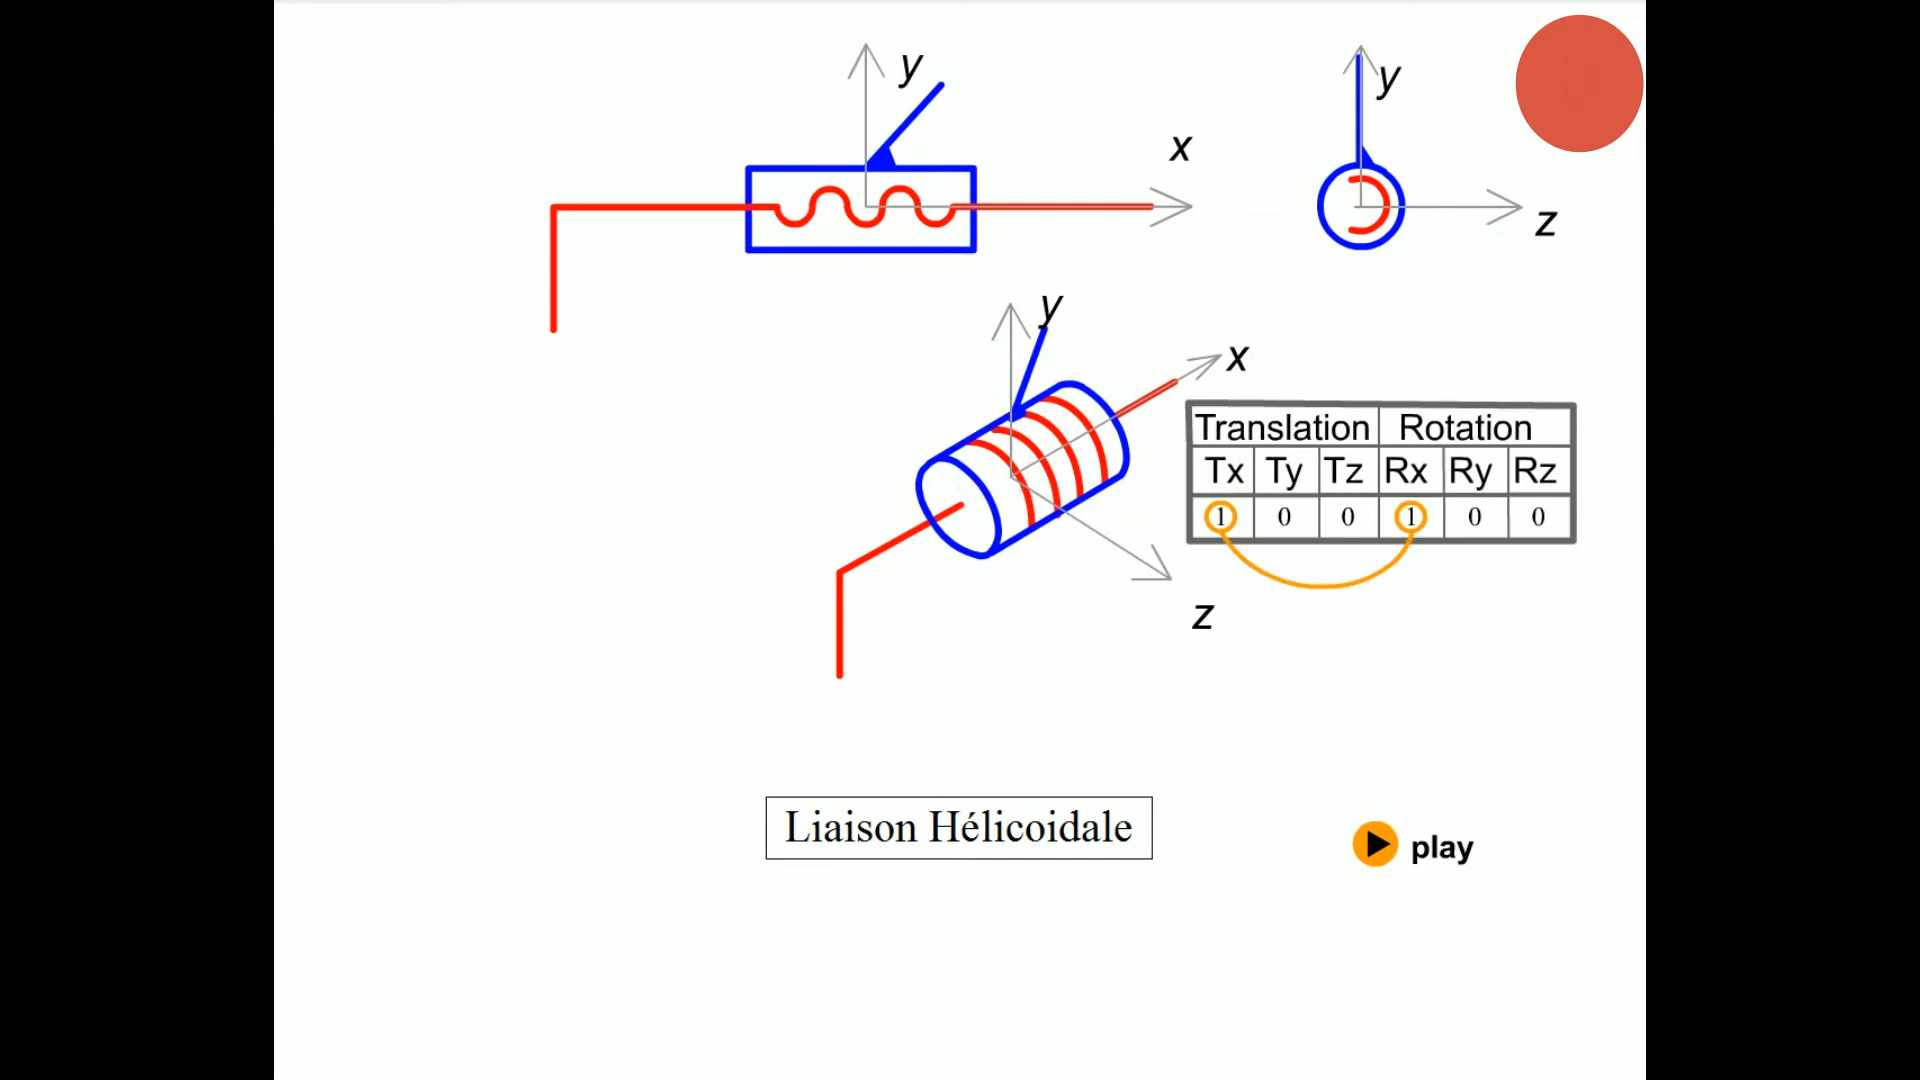 y
x
y
z
y
x
z
Translation Rotation
Tx Ty Tz Rx Ry Rz
1 0 0 1 0 0
Liaison Hélicoidale
play